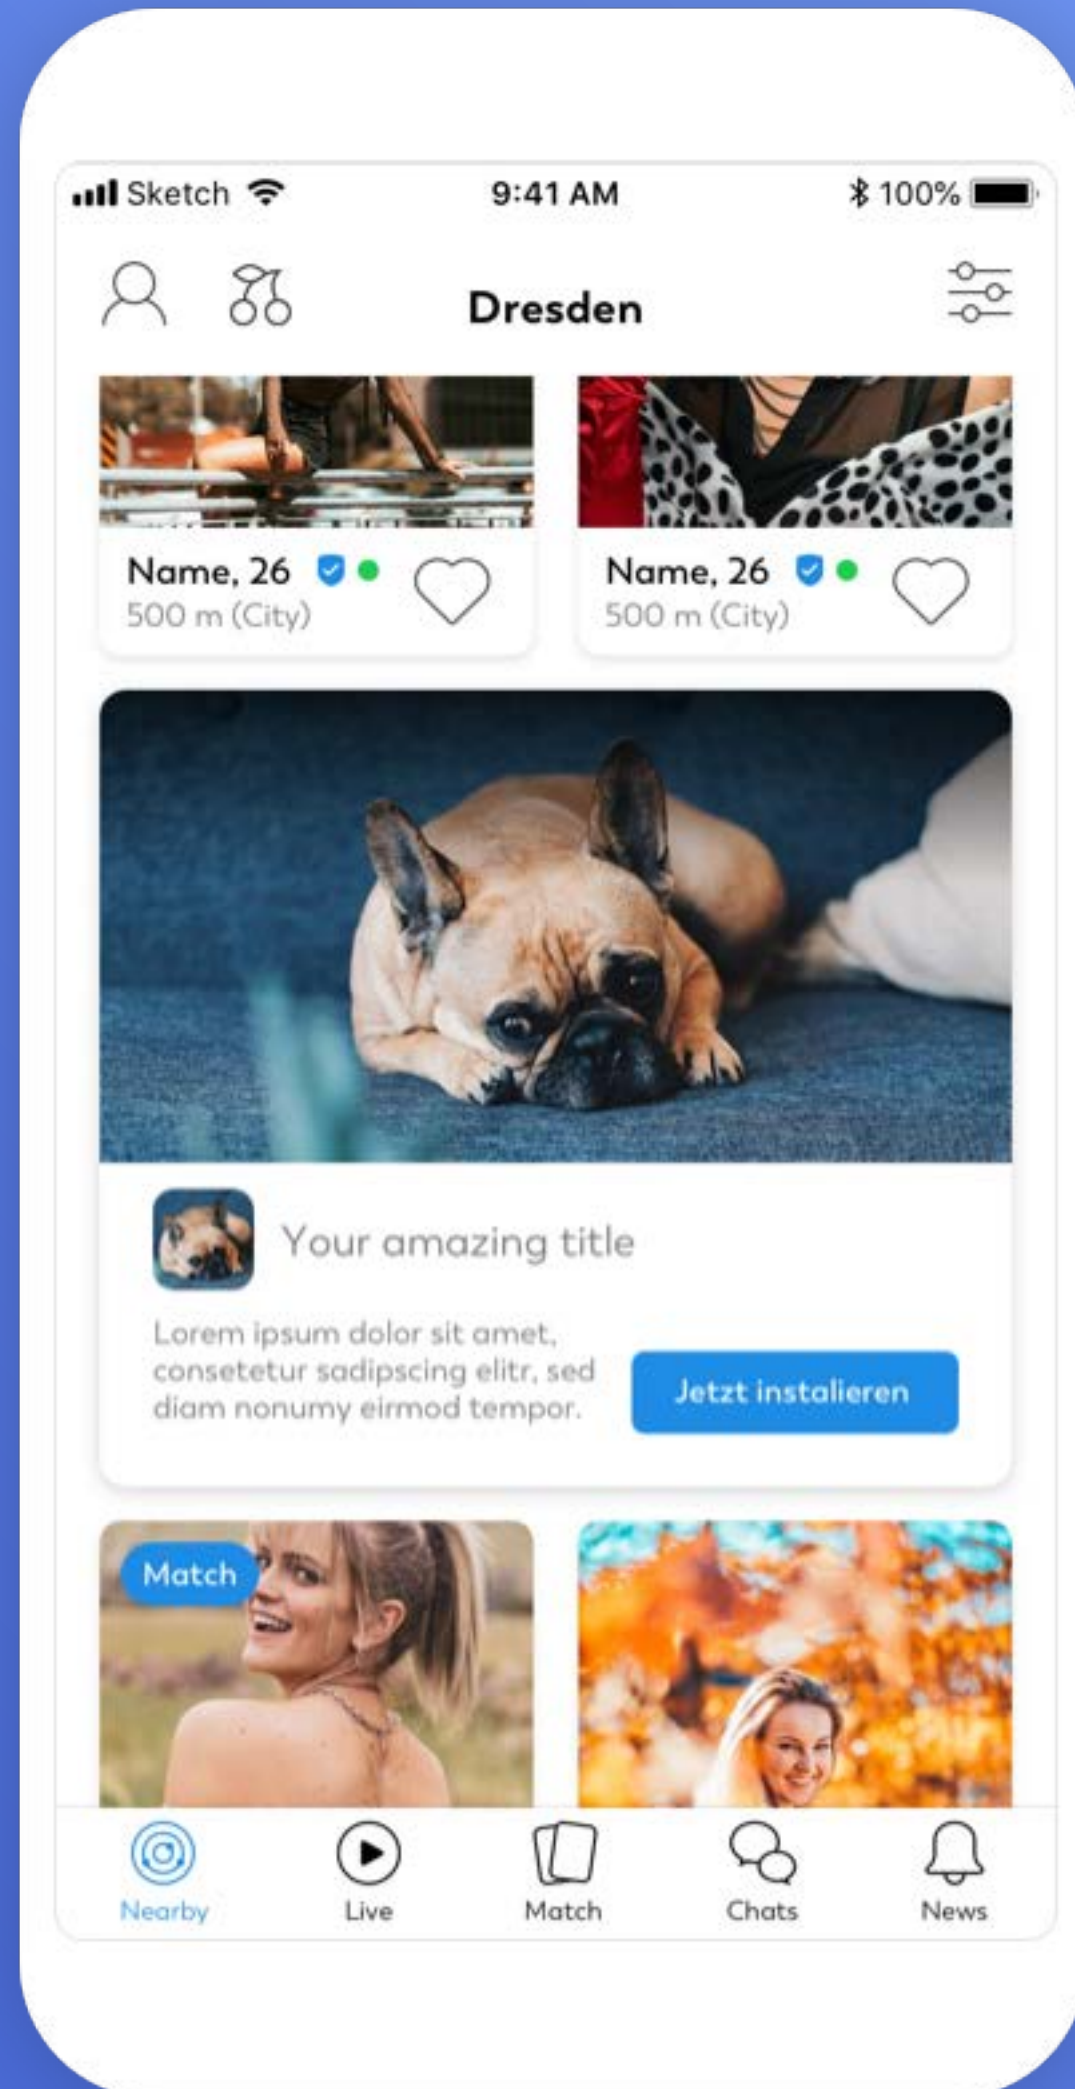 Sketch 9:41 AM 100%
Dresden
Name, 26 Name, 26
500 m (City) 500 m (City)
Your amazing title
Lorem ipsum dolor sit amet,
consetetur sadipscing elitr, sed
diam nonumy eirmod tempor.
Jetzt instalieren
Match
Nearby Live Match Chats News